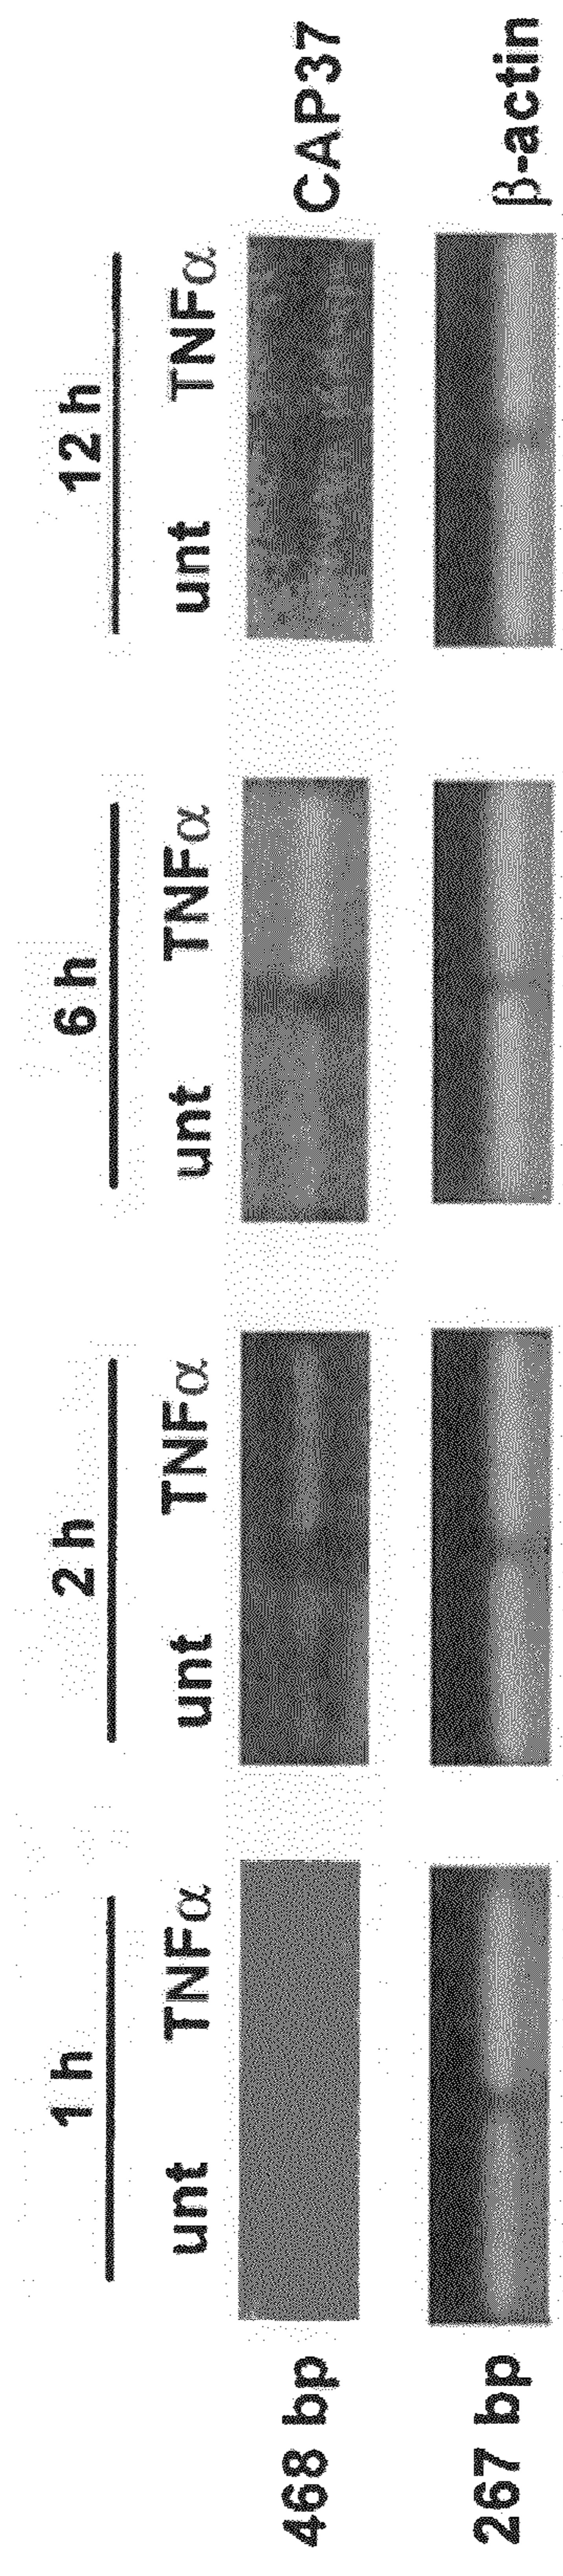 1 h 2 h 6 h 12 h
unt TNFα unt TNFα unt TNFα unt TNFα
468 bp CAP37
267 bp β-actin